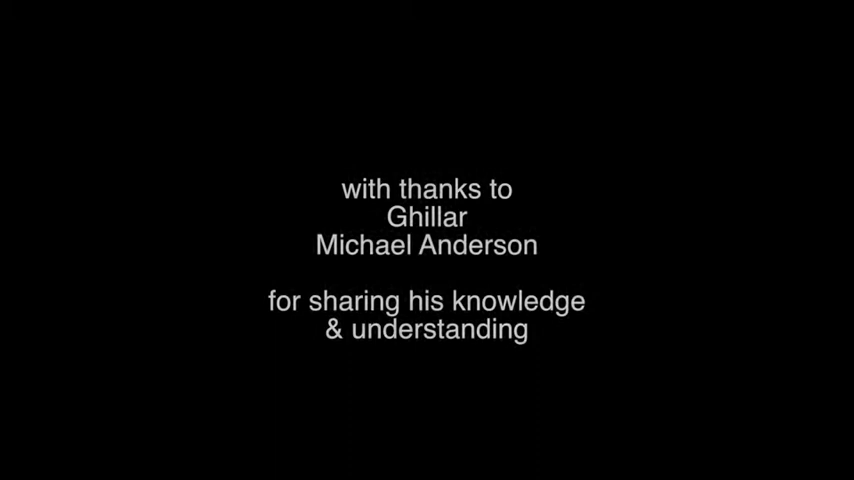 with thanks to
Ghillar
Michael Anderson
for sharing his knowledge
& understanding